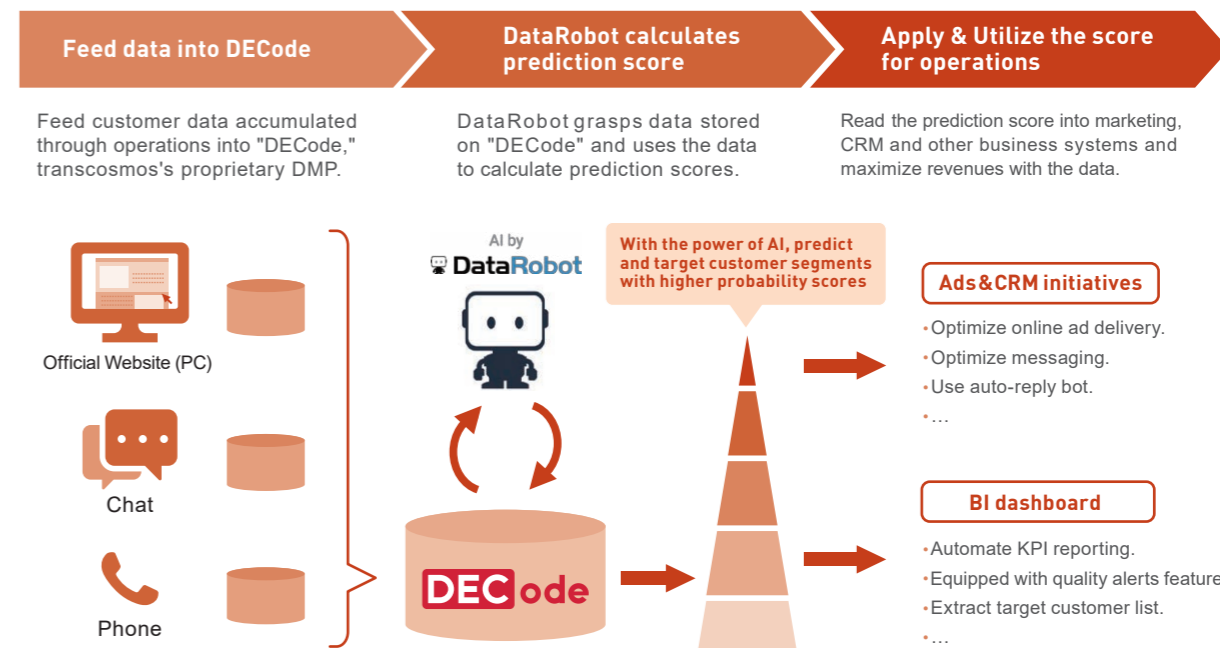 Feed data into DECode
DataRobot calculates
prediction score
Apply & Utilize the score
for operations
Feed customer data accumulated
through operations into "DECode,"
transcosmos's proprietary DMP.
DataRobot grasps data stored
on "DECode" and uses the data
to calculate prediction scores.
Read the prediction score into marketing,
CRM and other business systems and
maximize revenues with the data.
Official Website (PC)
Chat
Phone
AI by
DataRobot
DECode
With the power of AI, predict
and target customer segments
with higher probability scores
Ads&CRM initiatives
•Optimize online ad delivery.
•Optimize messaging.
•Use auto-reply bot.
•…
BI dashboard
•Automate KPI reporting.
•Equipped with quality alerts feature
•Extract target customer list.
•…